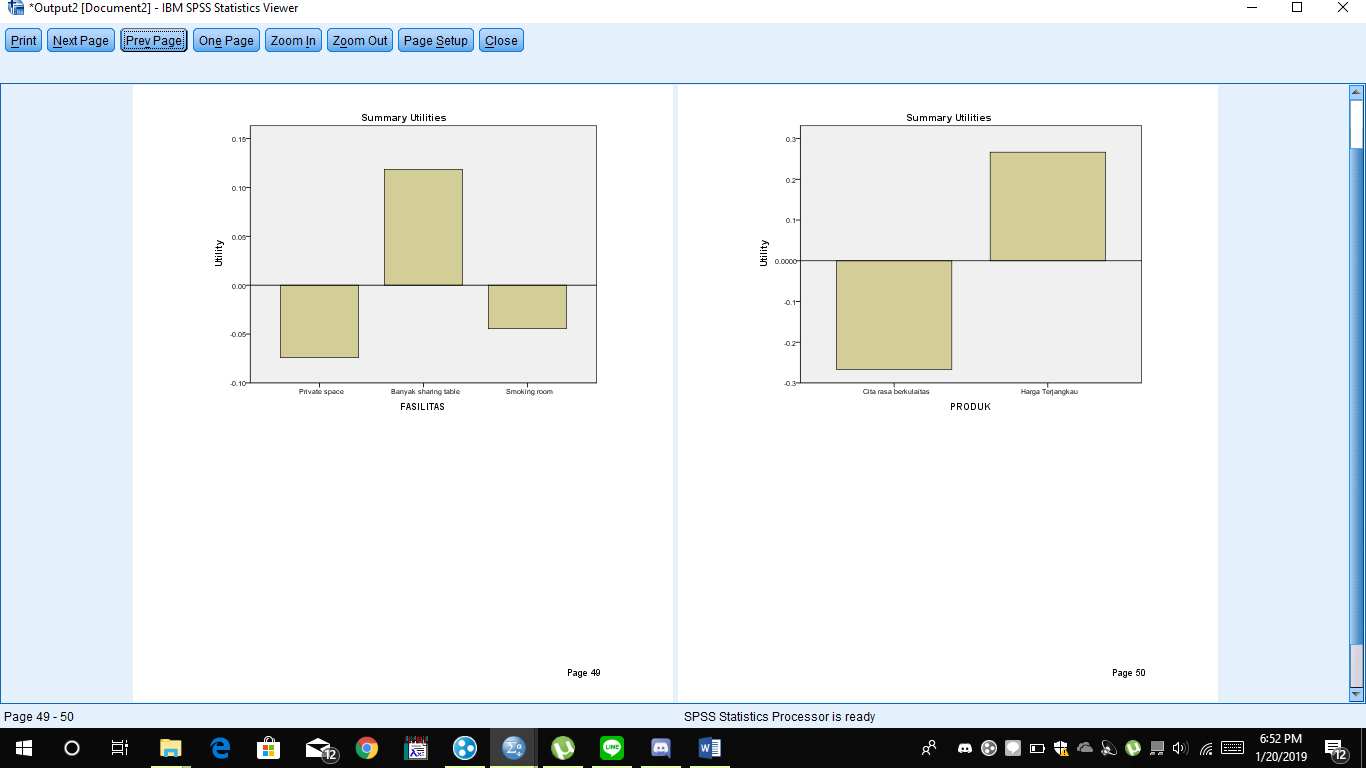 *Output2 [Document2] - IBM SPSS Statistics Viewer
Print Next Page Prev Page One Page Zoom In Zoom Out Page Setup Close
Summary Utilities
0.15
0.10
0.05
0.00
-0.05
-0.10
Utility
Private space Banyak sharing table Smoking room
FASILITAS
Page 49
Summary Utilities
0.3
0.2
0.1
0.0000
-0.1
-0.2
-0.3
Utility
Cita rasa berkulaitas Harga Terjangkau
PRODUK
Page 50
Page 49 - 50 SPSS Statistics Processor is ready
12
LINE
6:52 PM
1/20/2019
12